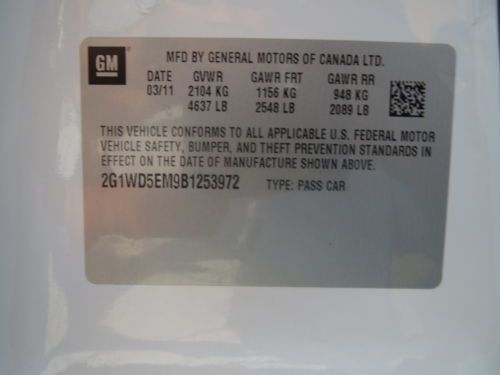 GM
MFD BY GENERAL MOTORS OF CANADA LTD.
DATE GVWR GAWR FRT GAWR RR
03/11 2104 KG 1156 KG 948 KG
4637 LB 2548 LB 2089 LB
THIS VEHICLE CONFORMS TO ALL APPLICABLE U.S. FEDERAL MOTOR
VEHICLE SAFETY, BUMPER, AND THEFT PREVENTION STANDARDS IN
EFFECT ON THE DATE OF MANUFACTURE SHOWN ABOVE.
2G1WD5EM9B1253972 TYPE: PASS CAR